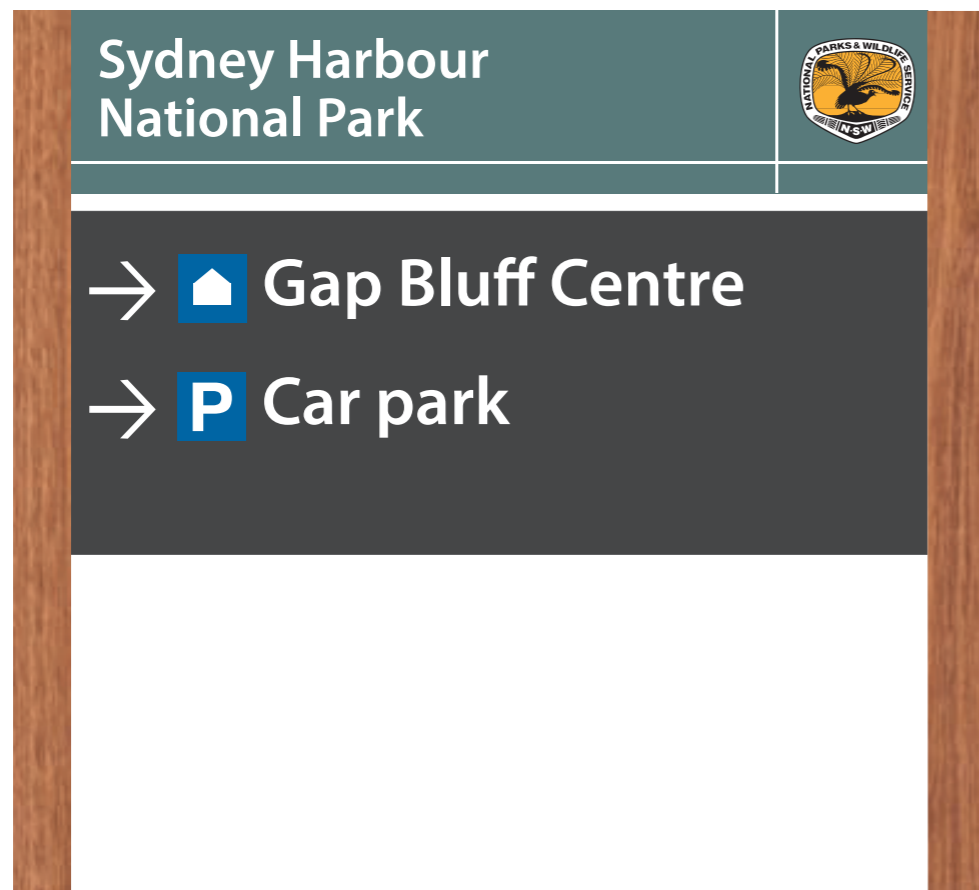 Sydney Harbour
National Park
NATIONAL PARKS & WILDLIFE SERVICE
N·S·W
→ Gap Bluff Centre
→ P Car park